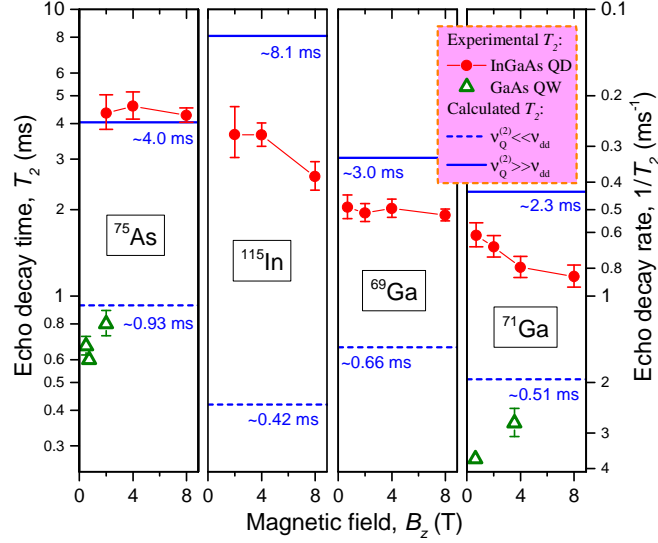 Echo decay time, T₂ (ms)
10
8
6
5
4
3
2
1
0.8
0.6
0.5
0.4
0.3
~4.0 ms
⁷⁵As
~0.93 ms
~8.1 ms
¹¹⁵In
~0.42 ms
~3.0 ms
⁶⁹Ga
~0.66 ms
Experimental T₂:
InGaAs QD
GaAs QW
Calculated T₂:
ν_Q^(2)<<ν_dd
ν_Q^(2)>>ν_dd
~2.3 ms
⁷¹Ga
~0.51 ms
0.1
0.2
0.3
0.4
0.5
0.6
0.8
1
2
3
4
Echo decay rate, 1/T₂ (ms⁻¹)
0 4 8 0 4 8 0 4 8 0 4 8
Magnetic field, B_z (T)